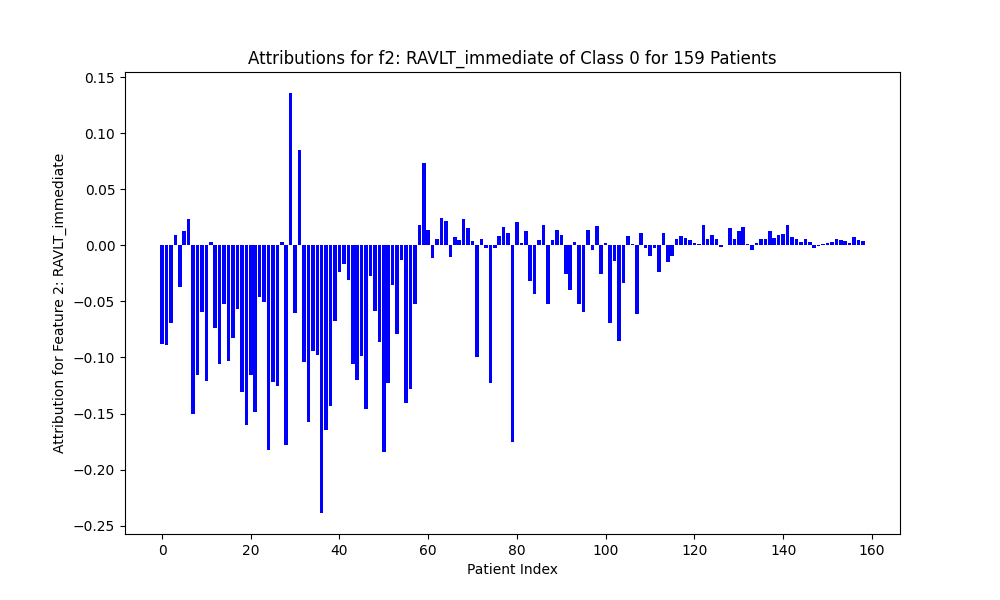 Attributions for f2: RAVLT_immediate of Class 0 for 159 Patients
Attribution for Feature 2: RAVLT_immediate
0.15
0.10
0.05
0.00
−0.05
−0.10
−0.15
−0.20
−0.25
0 20 40 60 80 100 120 140 160
Patient Index